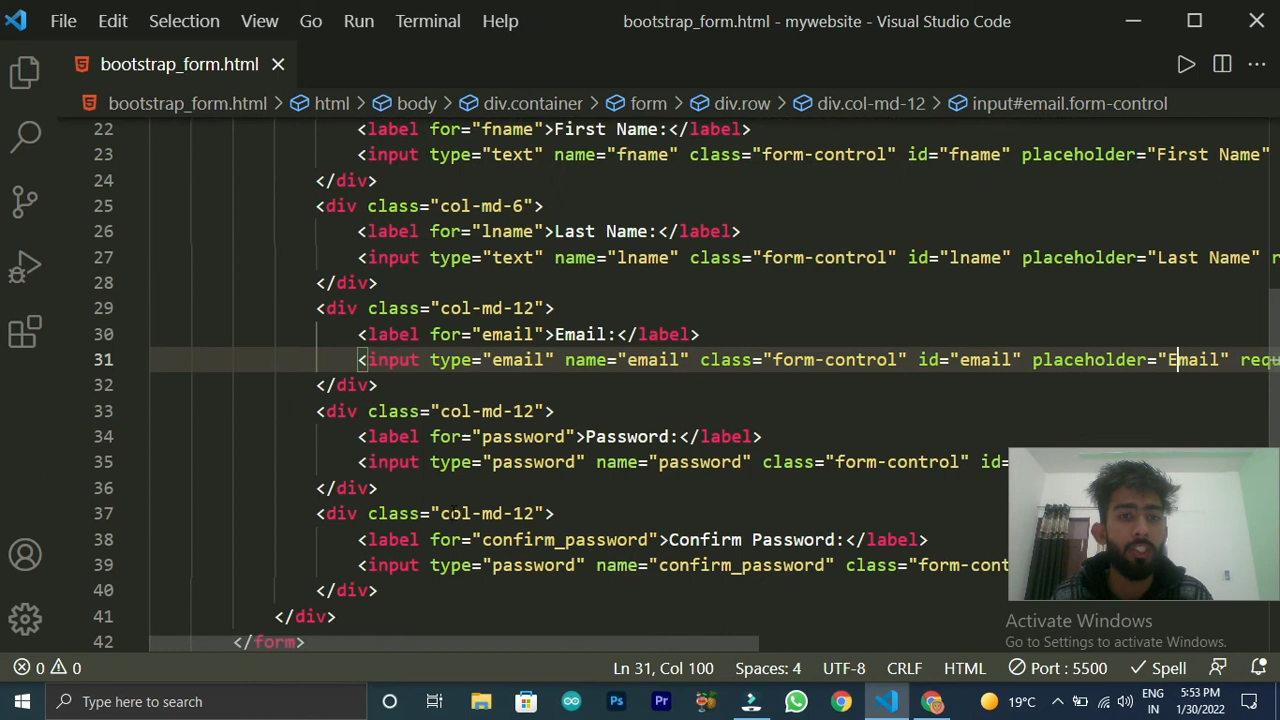 File Edit Selection View Go Run Terminal Help bootstrap_form.html - mywebsite - Visual Studio Code
bootstrap_form.html
bootstrap_form.html > html > body > div.container > form > div.row > div.col-md-12 > input#email.form-control
22 <label for="fname">First Name:</label>
23 <input type="text" name="fname" class="form-control" id="fname" placeholder="First Name"
24 </div>
25 <div class="col-md-6">
26 <label for="lname">Last Name:</label>
27 <input type="text" name="lname" class="form-control" id="lname" placeholder="Last Name" r
28 </div>
29 <div class="col-md-12">
30 <label for="email">Email:</label>
31 <input type="email" name="email" class="form-control" id="email" placeholder="Email" requ
32 </div>
33 <div class="col-md-12">
34 <label for="password">Password:</label>
35 <input type="password" name="password" class="form-control" id=
36 </div>
37 <div class="col-md-12">
38 <label for="confirm_password">Confirm Password:</label>
39 <input type="password" name="confirm_password" class="form-cont
40 </div>
41 </div>
42 </form>
Activate Windows
Go to Settings to activate Windows.
0 0 Ln 31, Col 100 Spaces: 4 UTF-8 CRLF HTML Port : 5500 Spell
Type here to search Ps Pr 19°C ENG 5:53 PM
IN 1/30/2022